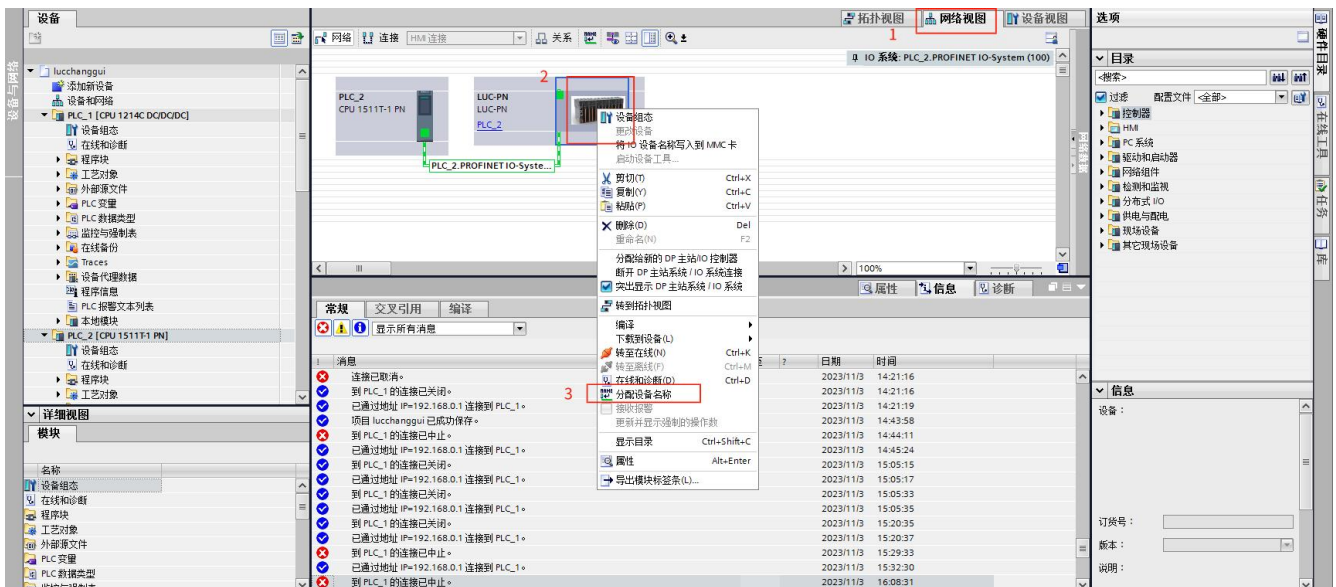 设备
设备与网络
lucchanggui
添加新设备
设备和网络
PLC_1 [CPU 1214C DC/DC/DC]
设备组态
在线和诊断
程序块
工艺对象
外部源文件
PLC 变量
PLC 数据类型
监控与强制表
在线备份
Traces
设备代理数据
程序信息
PLC 报警文本列表
本地模块
PLC_2 [CPU 1511T-1 PN]
设备组态
在线和诊断
程序块
工艺对象
详细视图
模块
名称
设备组态
在线和诊断
程序块
工艺对象
外部源文件
PLC 变量
PLC 数据类型
拓扑视图
网络视图
设备视图
1
网络
连接
HMI 连接
关系
IO 系统: PLC_2.PROFINET IO-System (100)
2
PLC_2
CPU 1511T-1 PN
LUC-PN
LUC-PN
PLC_2
PLC_2.PROFINET IO-Syste...
网络数据
100%
设备组态
更改设备
将 IO 设备名称写入到 MMC 卡
启动设备工具...
剪切(T) Ctrl+X
复制(Y) Ctrl+C
粘贴(P) Ctrl+V
删除(D) Del
重命名(N) F2
分配给新的 DP 主站/IO 控制器
断开 DP 主站系统 / IO 系统连接
突出显示 DP 主站系统 / IO 系统
转到拓扑视图
编译
下载到设备(L)
转至在线(N) Ctrl+K
转至离线(F) Ctrl+M
在线和诊断(O) Ctrl+D
3
分配设备名称
接收报警
更新并显示强制的操作数
显示目录 Ctrl+Shift+C
属性 Alt+Enter
导出模块标签条(L)...
属性
信息
诊断
常规
交叉引用
编译
显示所有消息
! 消息 ? 日期 时间
连接已取消。 2023/11/3 14:21:16
到 PLC_1 的连接已关闭。 2023/11/3 14:21:16
已通过地址 IP=192.168.0.1 连接到 PLC_1。 2023/11/3 14:21:19
项目 lucchanggui 已成功保存。 2023/11/3 14:43:58
到 PLC_1 的连接已中止。 2023/11/3 14:44:11
已通过地址 IP=192.168.0.1 连接到 PLC_1。 2023/11/3 14:45:24
到 PLC_1 的连接已关闭。 2023/11/3 15:05:15
已通过地址 IP=192.168.0.1 连接到 PLC_1。 2023/11/3 15:05:17
到 PLC_1 的连接已关闭。 2023/11/3 15:05:33
已通过地址 IP=192.168.0.1 连接到 PLC_1。 2023/11/3 15:05:35
到 PLC_1 的连接已关闭。 2023/11/3 15:20:35
已通过地址 IP=192.168.0.1 连接到 PLC_1。 2023/11/3 15:20:37
到 PLC_1 的连接已中止。 2023/11/3 15:29:33
已通过地址 IP=192.168.0.1 连接到 PLC_1。 2023/11/3 15:32:30
到 PLC_1 的连接已中止。 2023/11/3 16:08:31
选项
目录
<搜索>
过滤 配置文件 <全部>
控制器
HMI
PC 系统
驱动和启动器
网络组件
检测和监视
分布式 I/O
供电与配电
现场设备
其它现场设备
信息
设备：
订货号：
版本：
说明：
硬件目录
在线工具
任务
库